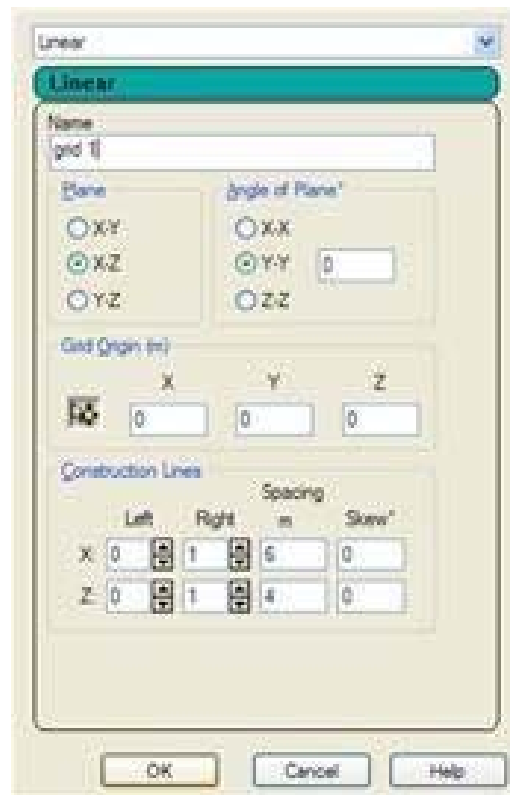 Linear
Linear
Name
grid 1
Plane
Angle of Plane°
X-Y
X-X
X-Z
Y-Y
0
Y-Z
Z-Z
Grid Origin (m)
X Y Z
0 0 0
Construction Lines
Spacing
Left Right m Skew°
X: 0 1 6 0
Z: 0 1 4 0
OK Cancel Help